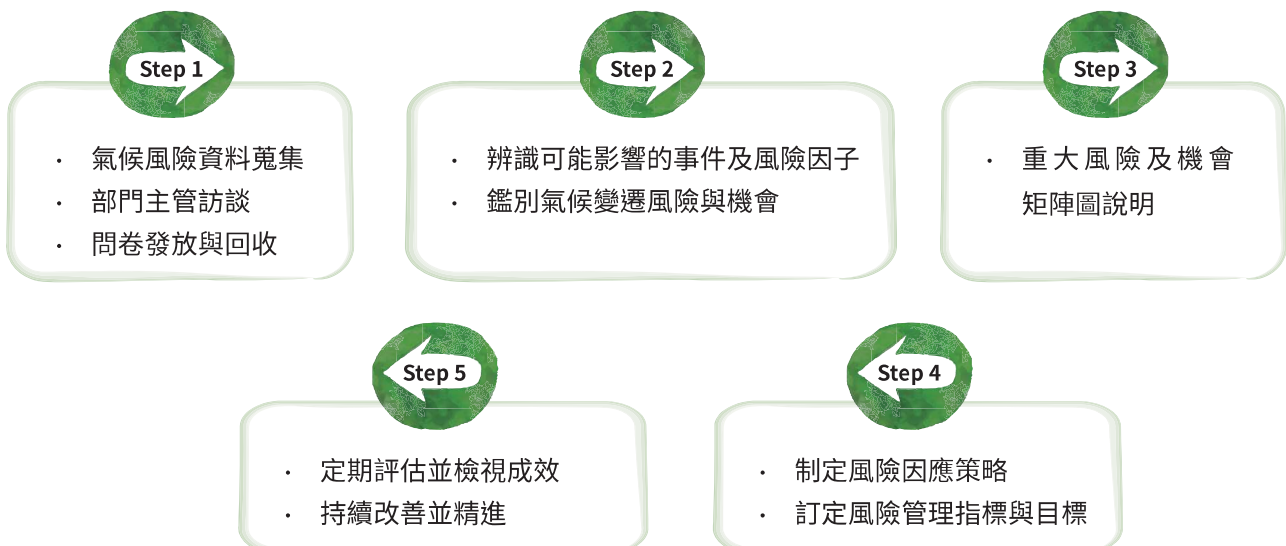 Step 1
· 氣候風險資料蒐集
· 部門主管訪談
· 問卷發放與回收
Step 2
· 辨識可能影響的事件及風險因子
· 鑑別氣候變遷風險與機會
Step 3
· 重大風險及機會
矩陣圖說明
Step 4
· 制定風險因應策略
· 訂定風險管理指標與目標
Step 5
· 定期評估並檢視成效
· 持續改善並精進